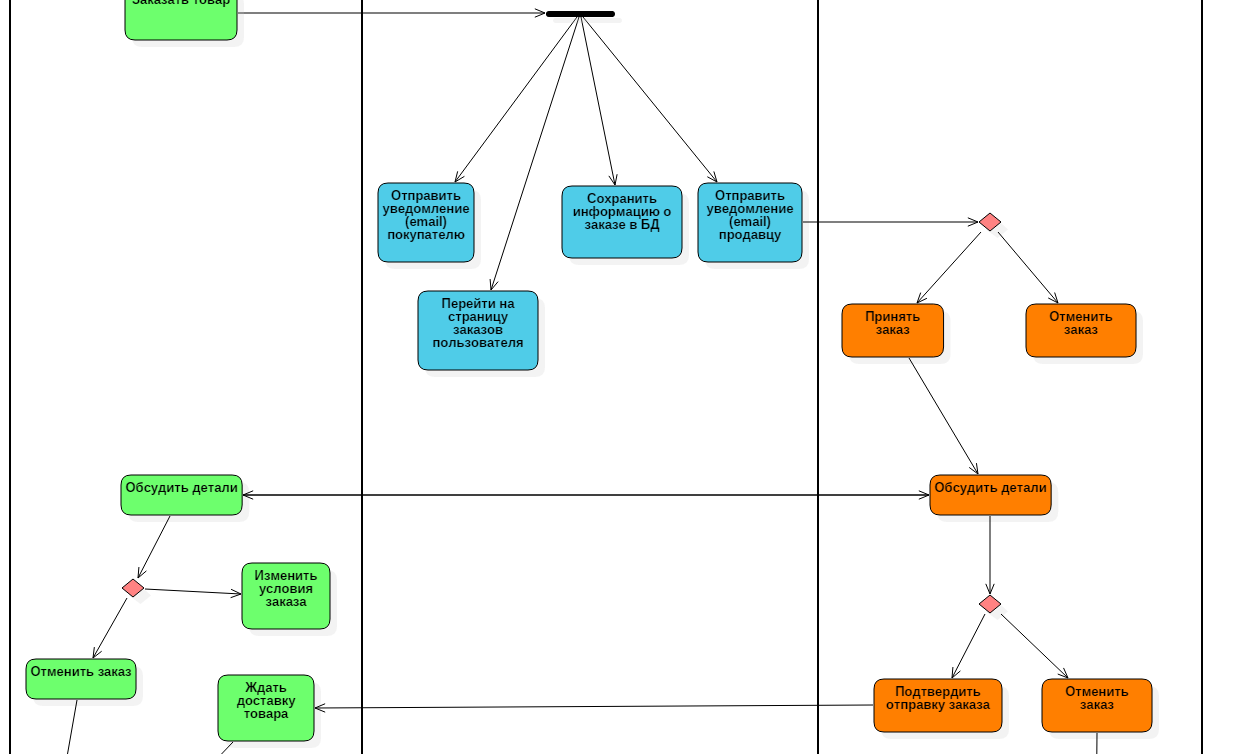 Заказать товар
Отправить
уведомление
(email)
покупателю
Сохранить
информацию о
заказе в БД
Отправить
уведомление
(email)
продавцу
Перейти на
страницу
заказов
пользователя
Принять
заказ
Отменить
заказ
Обсудить детали
Обсудить детали
Изменить
условия
заказа
Отменить заказ
Ждать
доставку
товара
Подтвердить
отправку заказа
Отменить
заказ